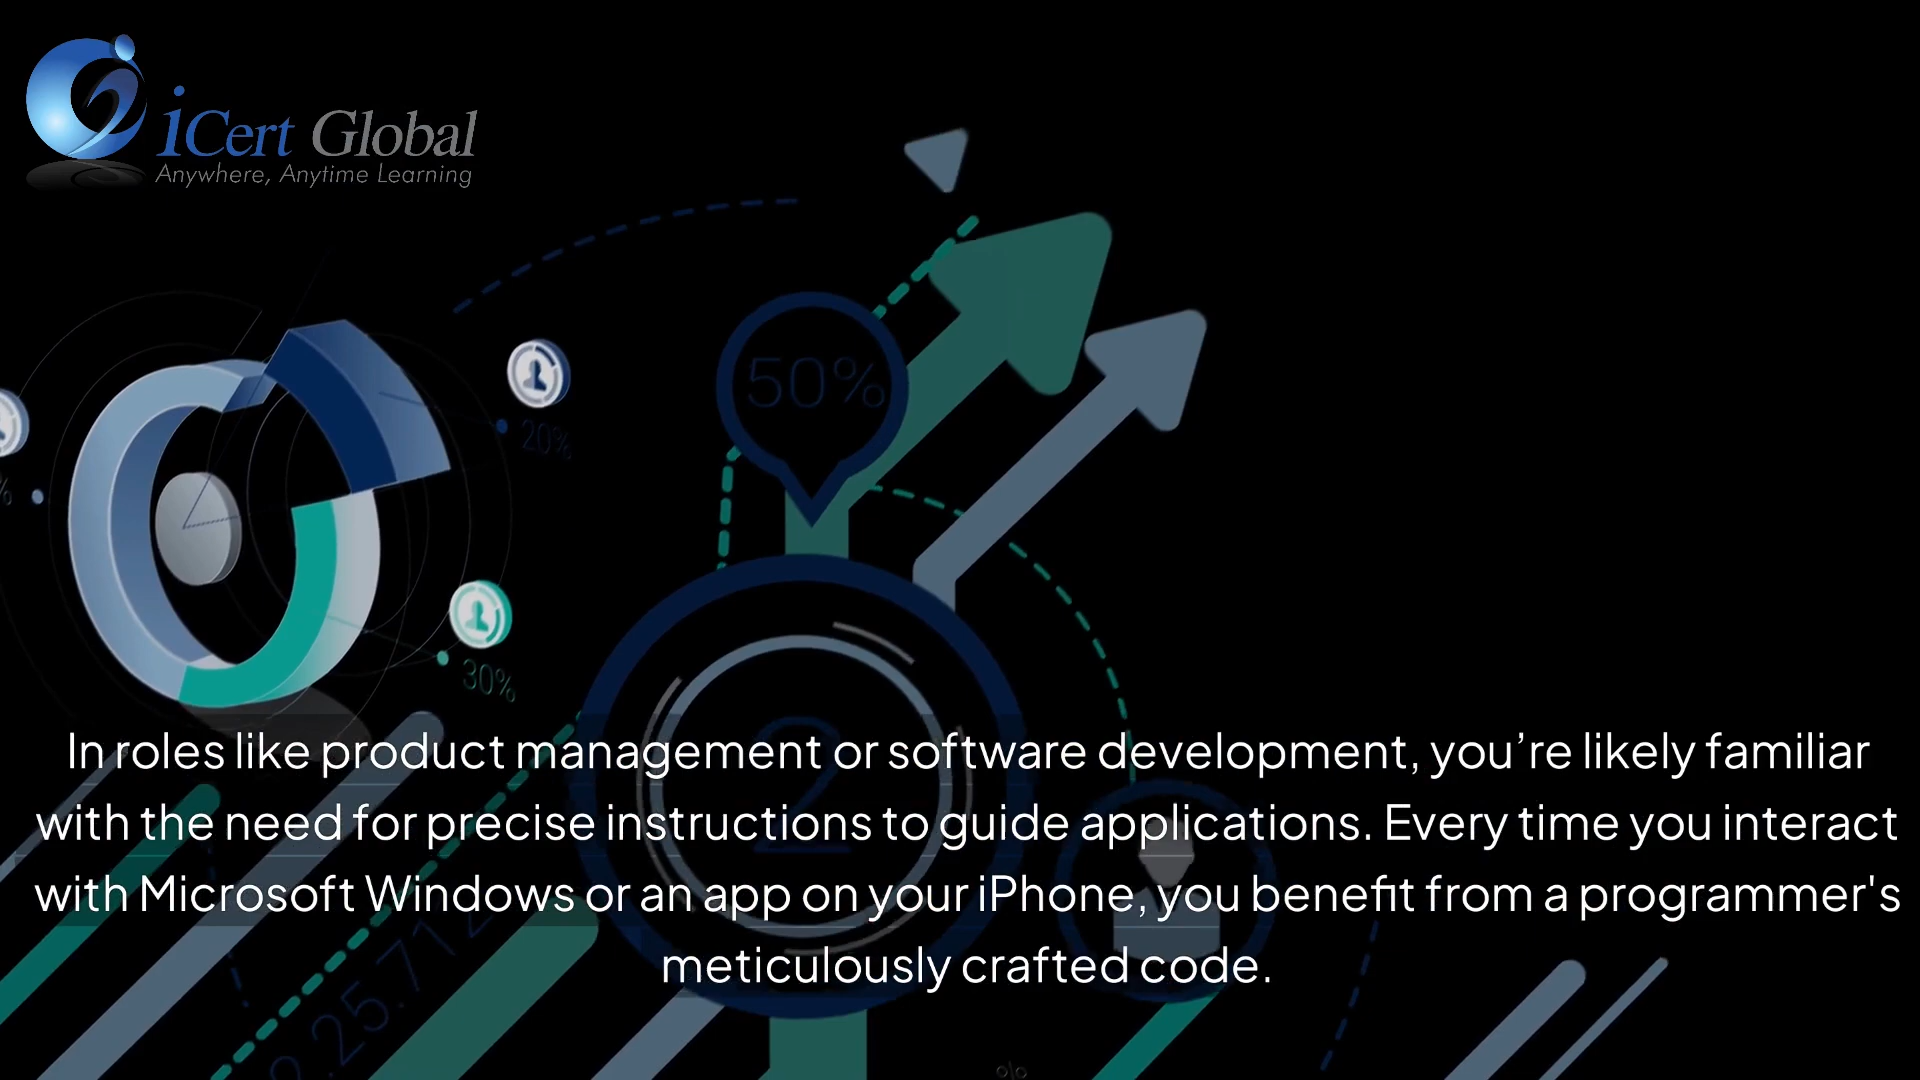 iCert Global
Anywhere, Anytime Learning
50%
20%
30%
2
In roles like product management or software development, you’re likely familiar
with the need for precise instructions to guide applications. Every time you interact
with Microsoft Windows or an app on your iPhone, you benefit from a programmer's
meticulously crafted code.
%